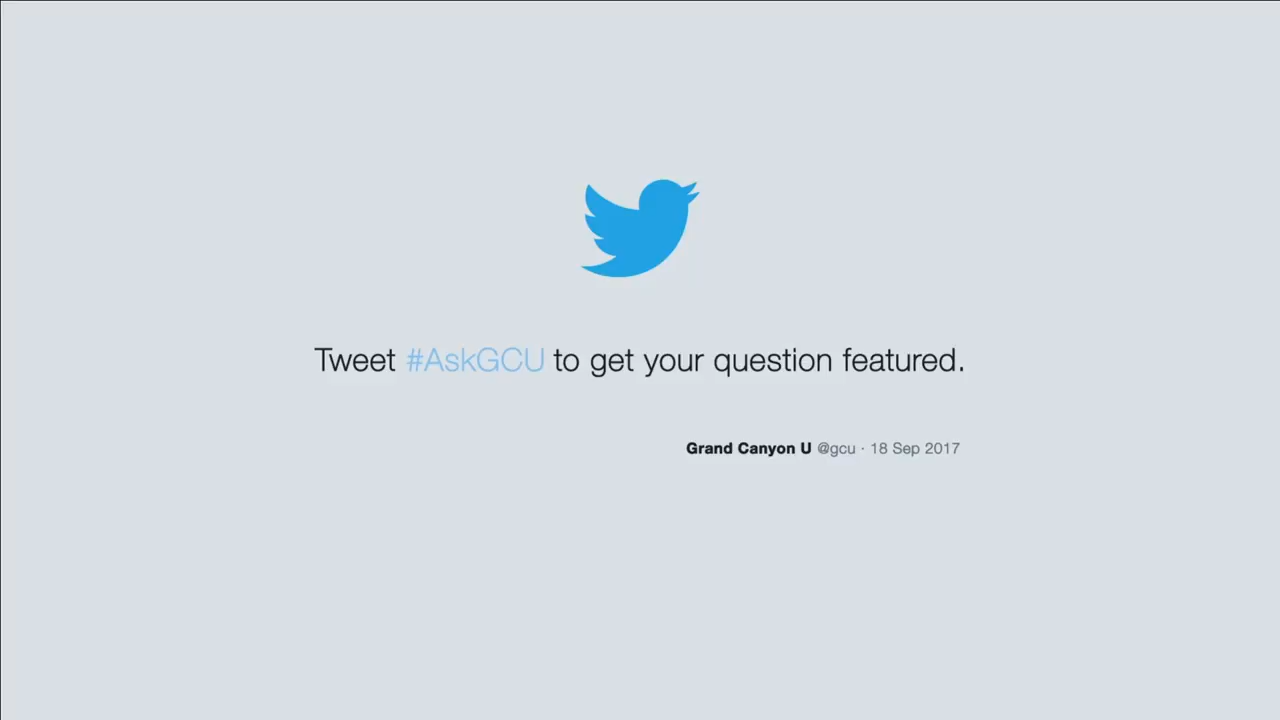 Tweet #AskGCU to get your question featured.
Grand Canyon U @gcu · 18 Sep 2017